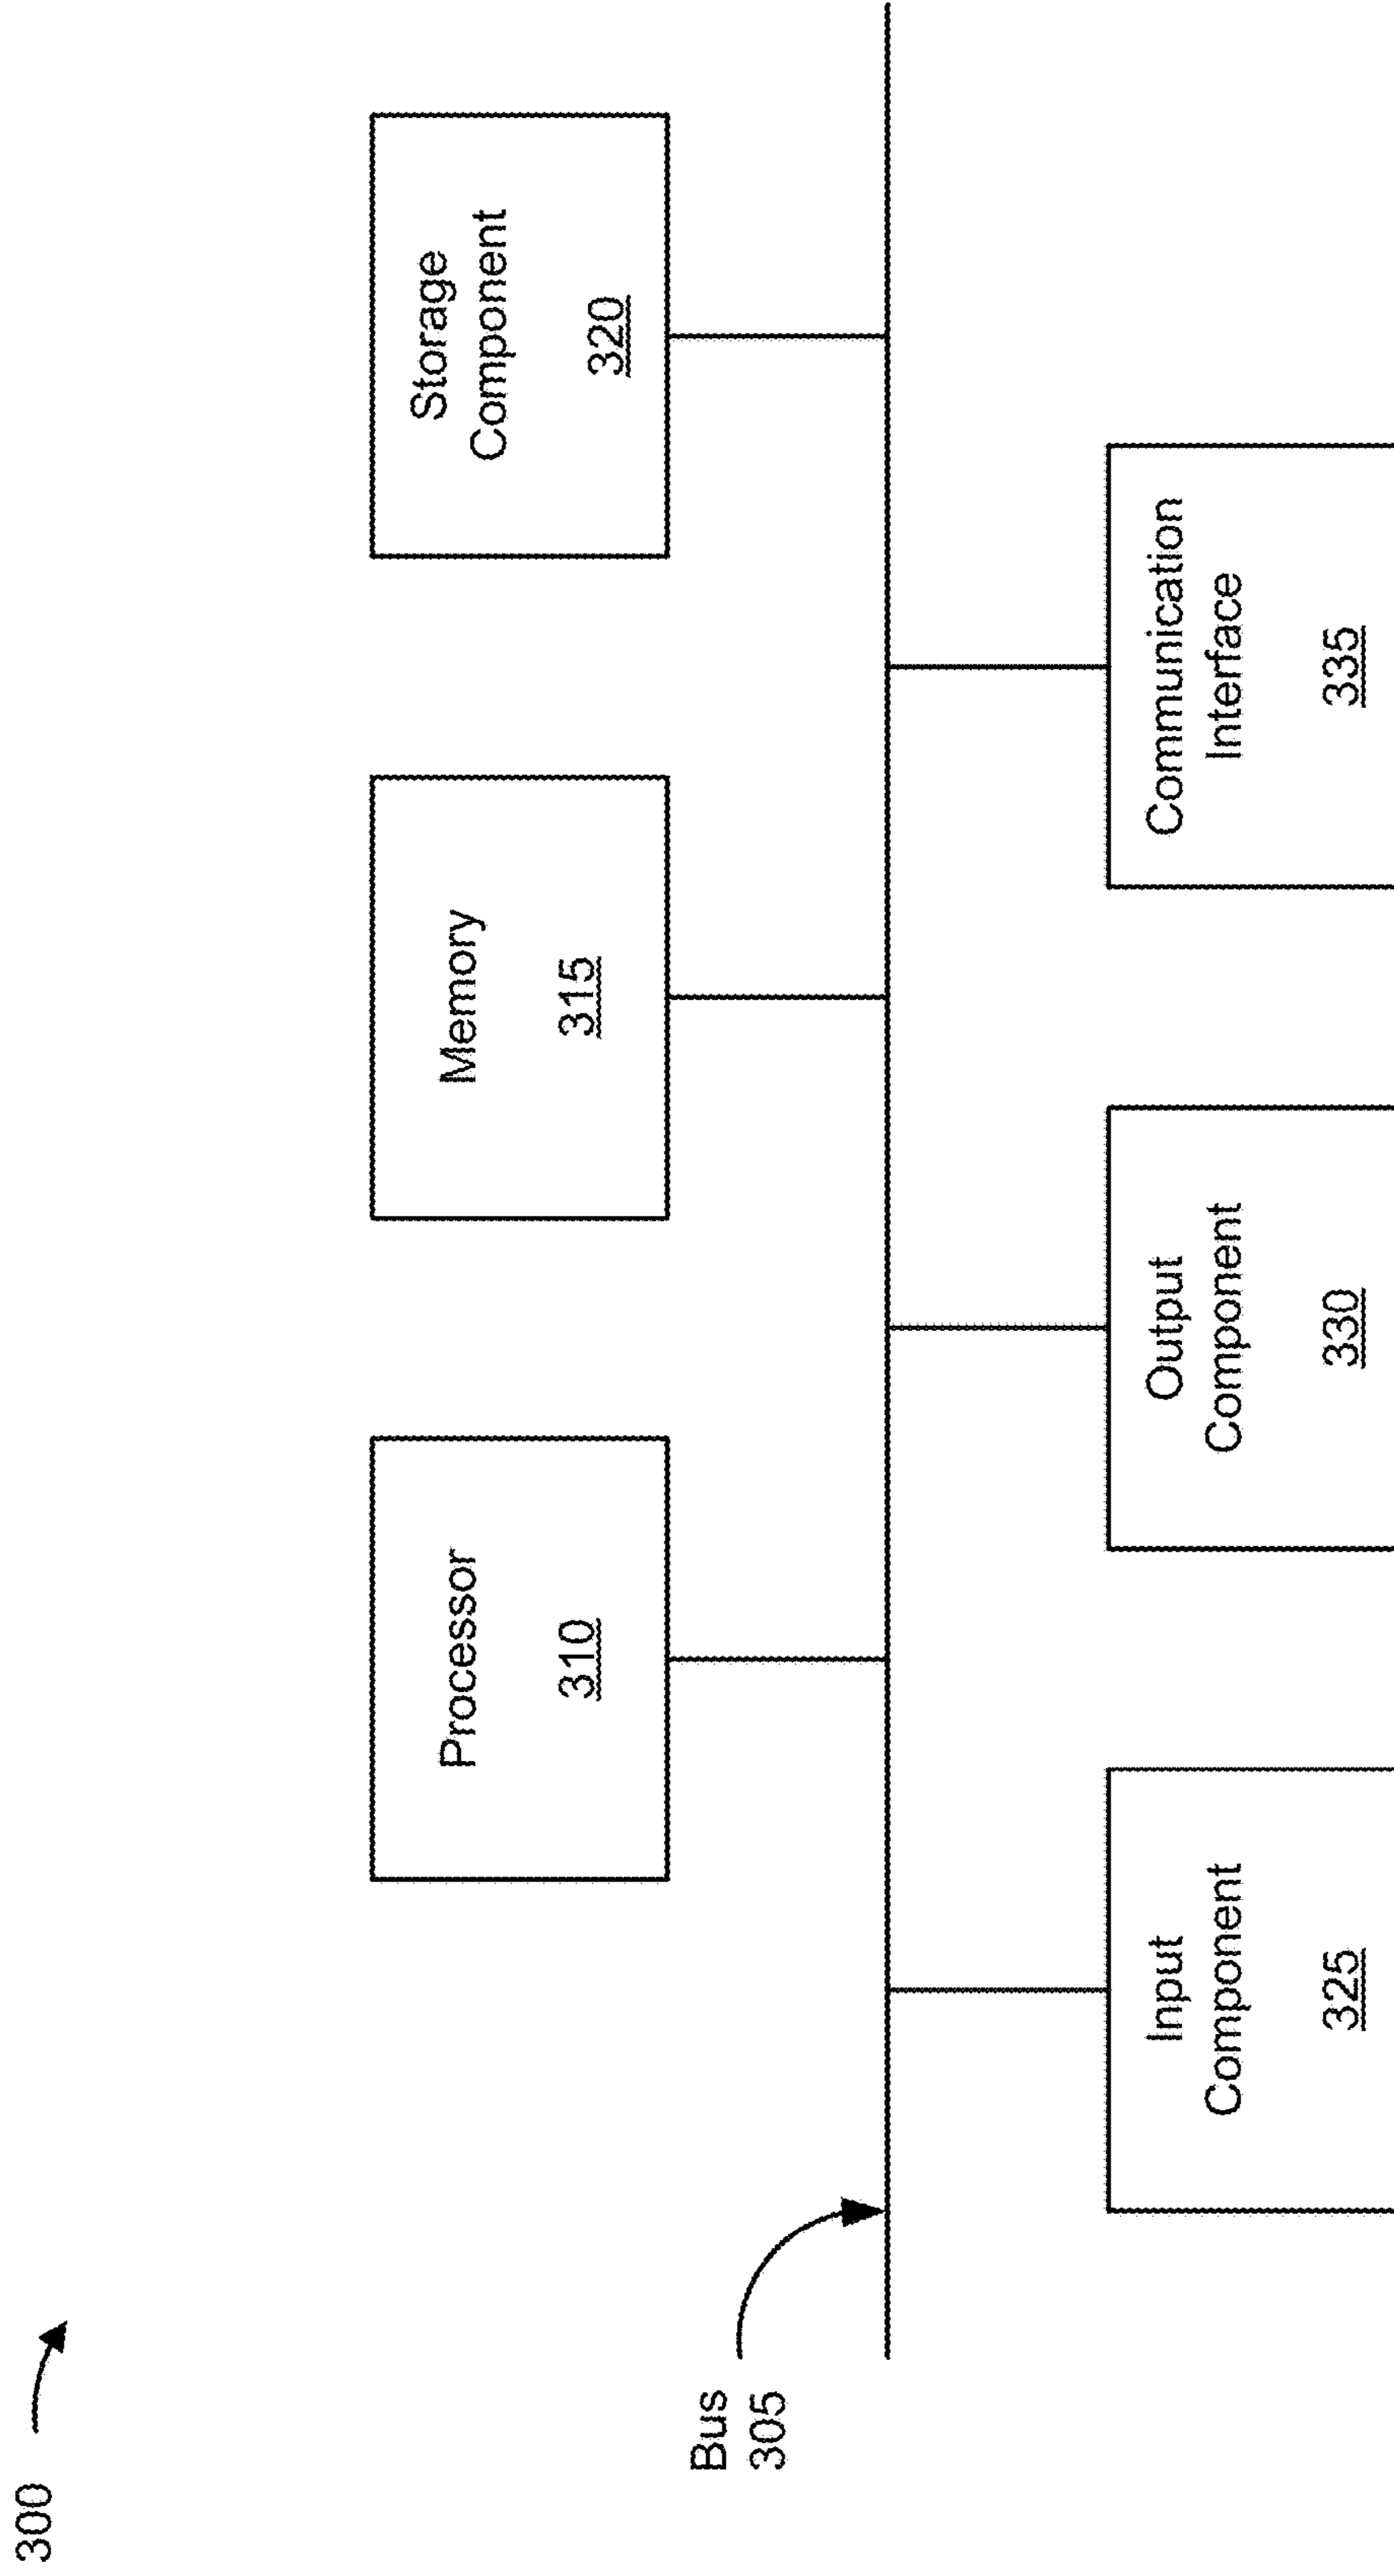 300
Processor
310
Memory
315
Storage
Component
320
Bus
305
Input
Component
325
Output
Component
330
Communication
Interface
335